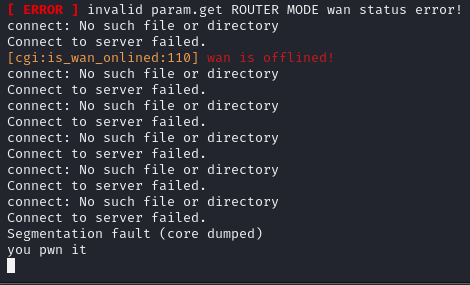 [ ERROR ] invalid param.get ROUTER MODE wan status error!
connect: No such file or directory
Connect to server failed.
[cgi:is_wan_onlined:110] wan is offlined!
connect: No such file or directory
Connect to server failed.
connect: No such file or directory
Connect to server failed.
connect: No such file or directory
Connect to server failed.
connect: No such file or directory
Connect to server failed.
connect: No such file or directory
Connect to server failed.
Segmentation fault (core dumped)
you pwn it